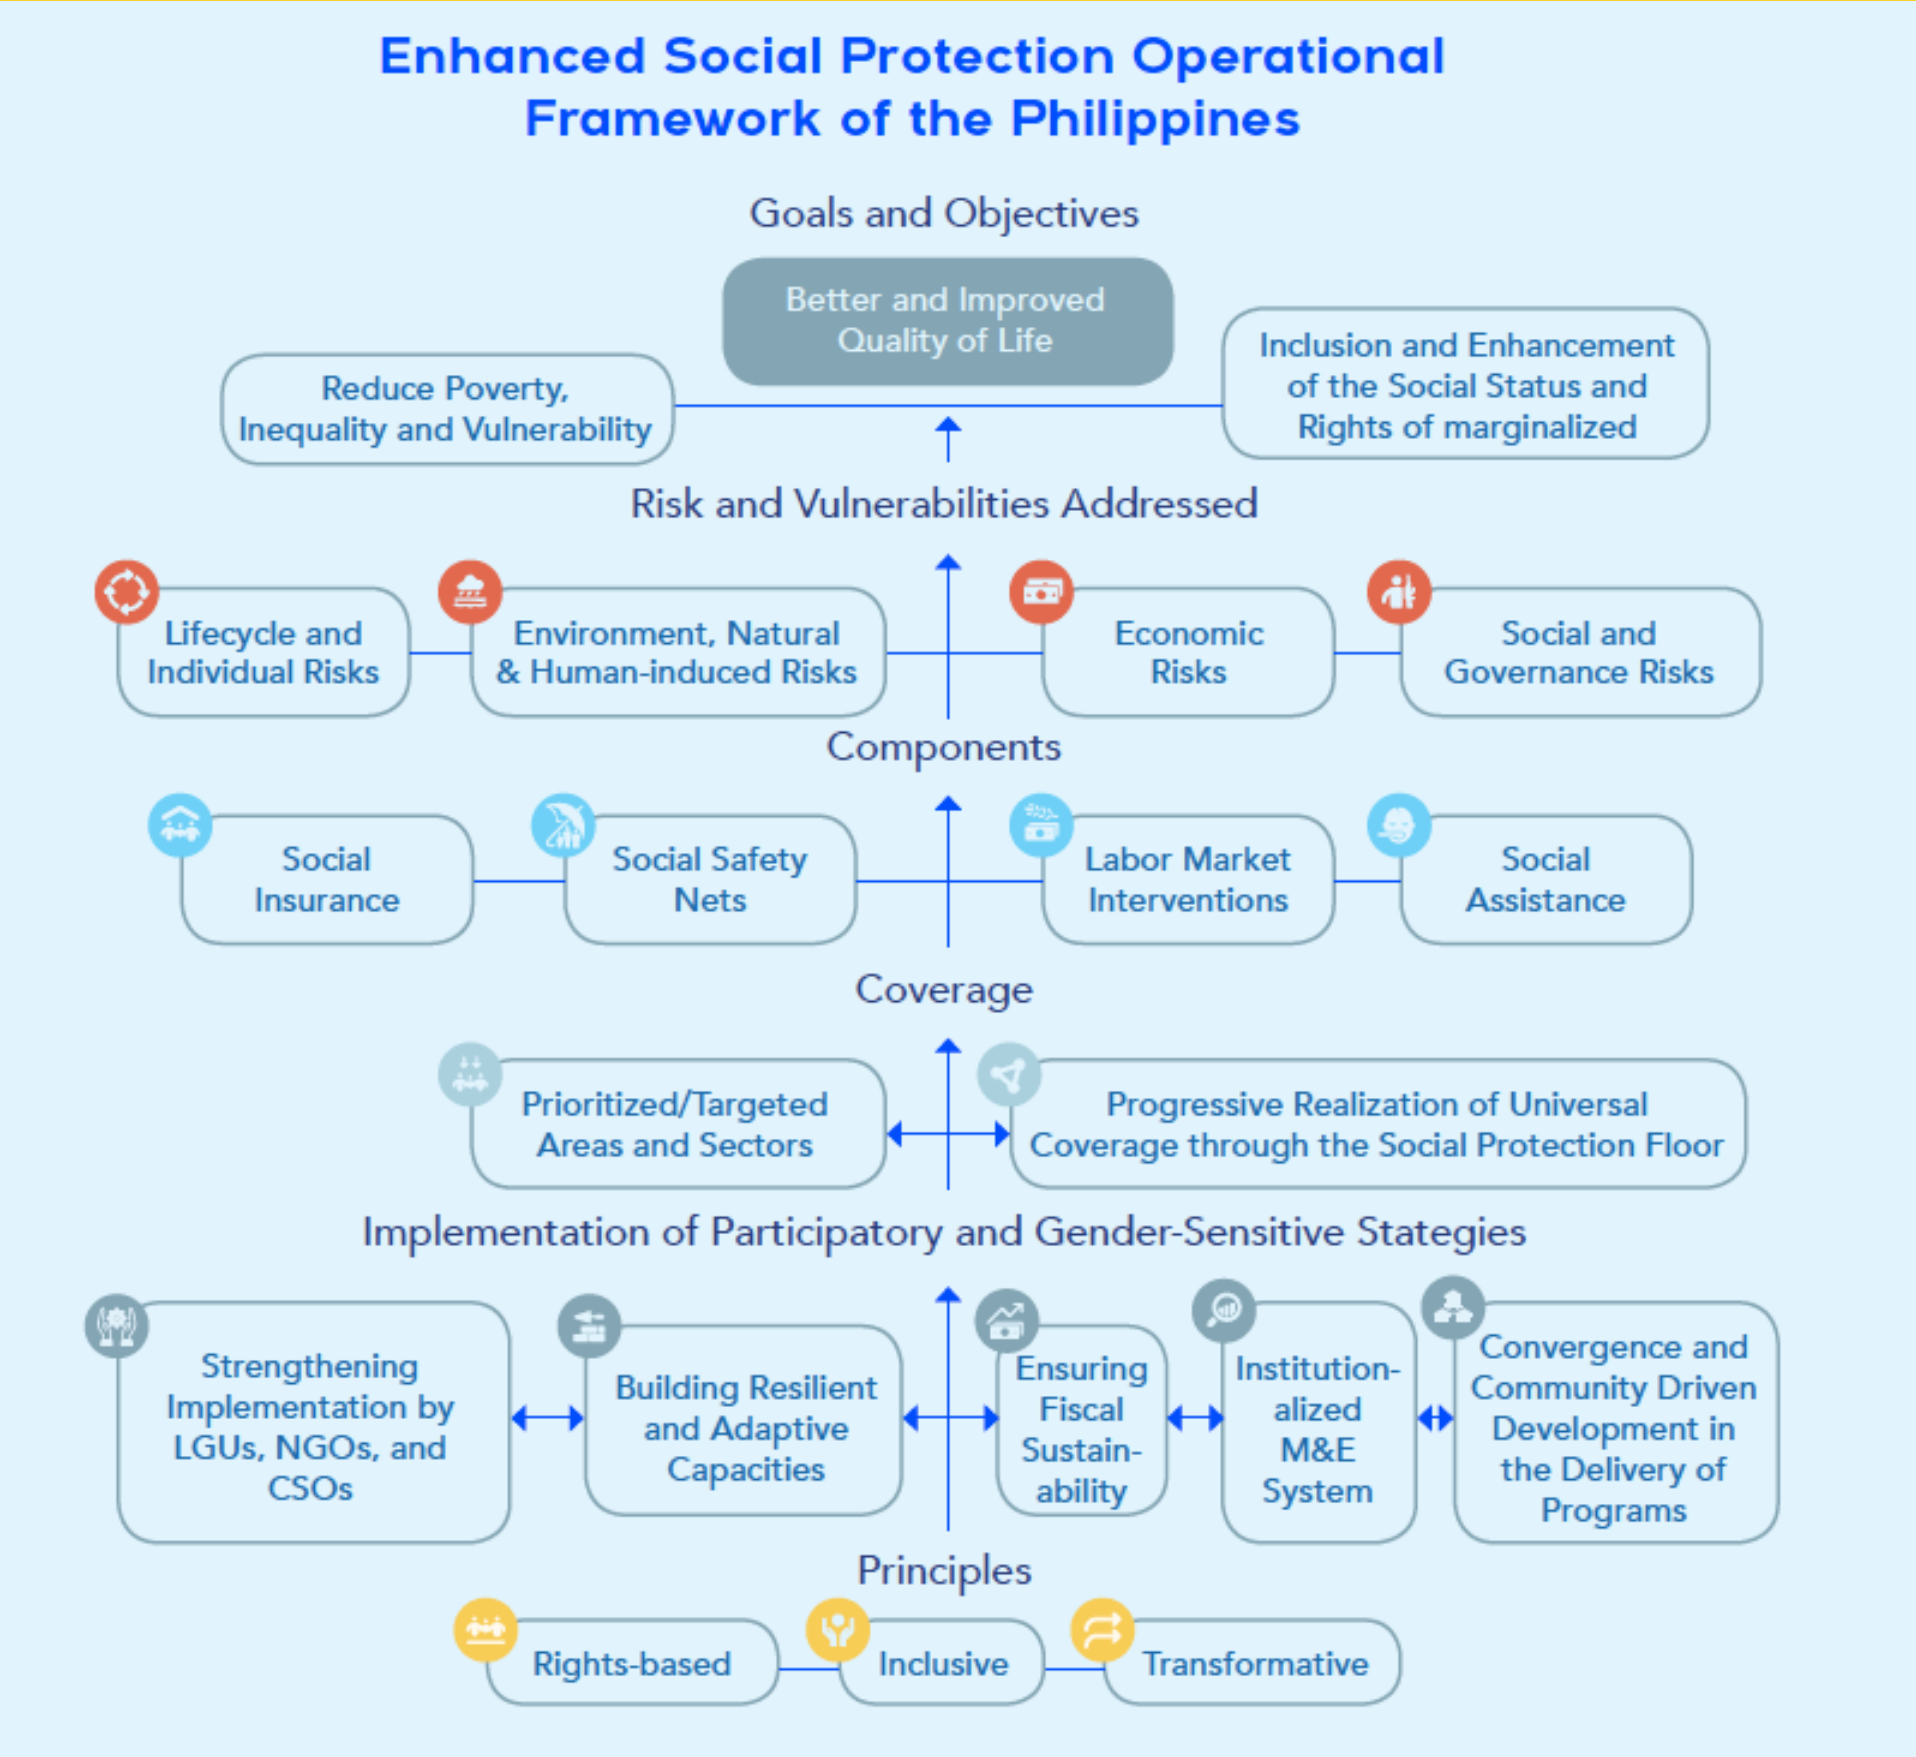 Enhanced Social Protection Operational
Framework of the Philippines
Goals and Objectives
Better and Improved
Quality of Life
Reduce Poverty,
Inequality and Vulnerability
Inclusion and Enhancement
of the Social Status and
Rights of marginalized
Risk and Vulnerabilities Addressed
Lifecycle and
Individual Risks
Environment, Natural
& Human-induced Risks
Economic
Risks
Social and
Governance Risks
Components
Social
Insurance
Social Safety
Nets
Labor Market
Interventions
Social
Assistance
Coverage
Prioritized/Targeted
Areas and Sectors
Progressive Realization of Universal
Coverage through the Social Protection Floor
Implementation of Participatory and Gender-Sensitive Stategies
Strengthening
Implementation by
LGUs, NGOs, and
CSOs
Building Resilient
and Adaptive
Capacities
Ensuring
Fiscal
Sustain-
ability
Institution-
alized
M&E
System
Convergence and
Community Driven
Development in
the Delivery of
Programs
Principles
Rights-based
Inclusive
Transformative